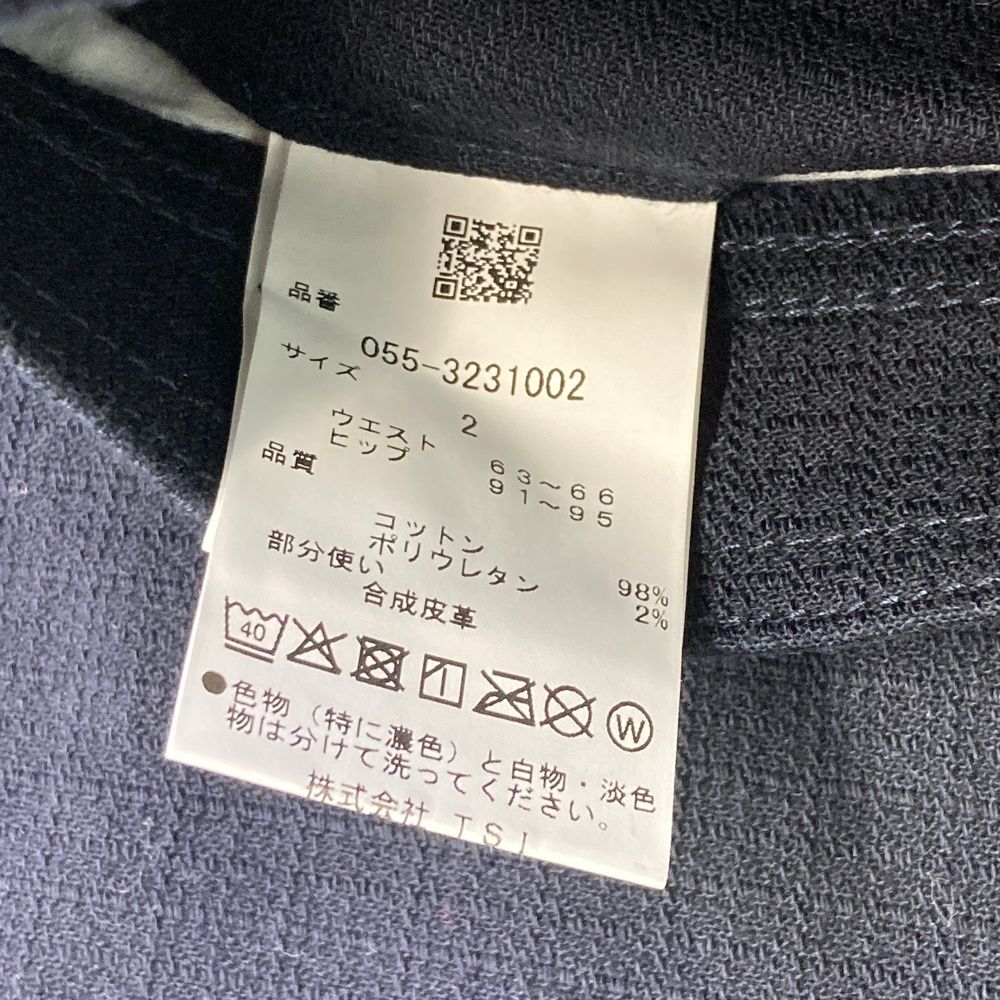 品番
055-3231002
サイズ
2
ウエスト 63～66
ヒップ 91～95
品質
コットン 98%
ポリウレタン 2%
部分使い
合成皮革
40
W
●色物（特に濃色）と白物・淡色
物は分けて洗ってください。
株式会社 TSI